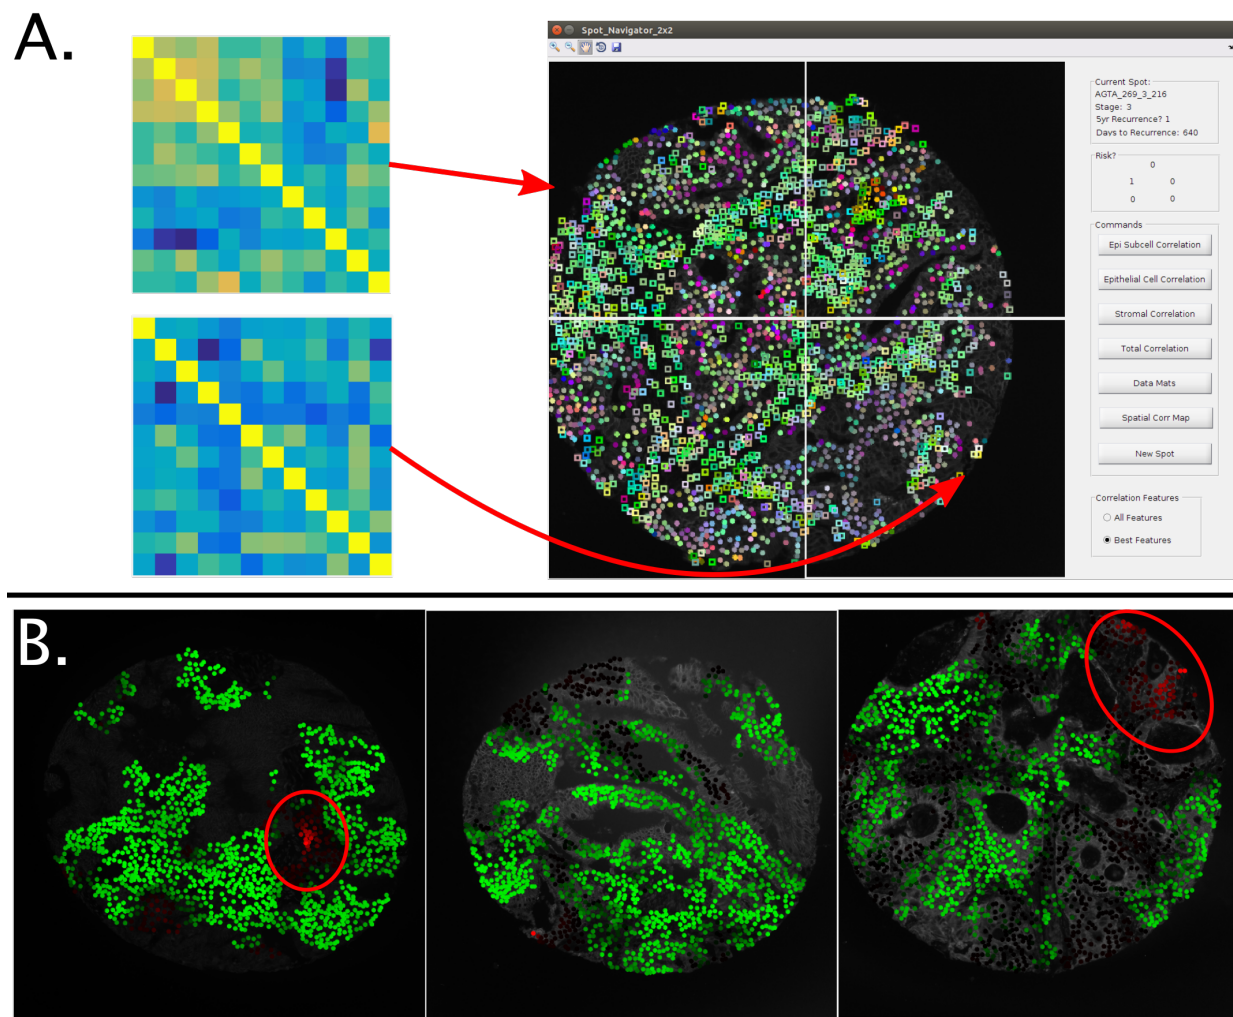 A.
Spot_Navigator_2x2
Current Spot:
AGTA_269_3_216
Stage: 3
5yr Recurrence? 1
Days to Recurrence: 640
Risk?
0
1 0
0 0
Commands
Epi Subcell Correlation
Epithelial Cell Correlation
Stromal Correlation
Total Correlation
Data Mats
Spatial Corr Map
New Spot
Correlation Features
All Features
Best Features
B.